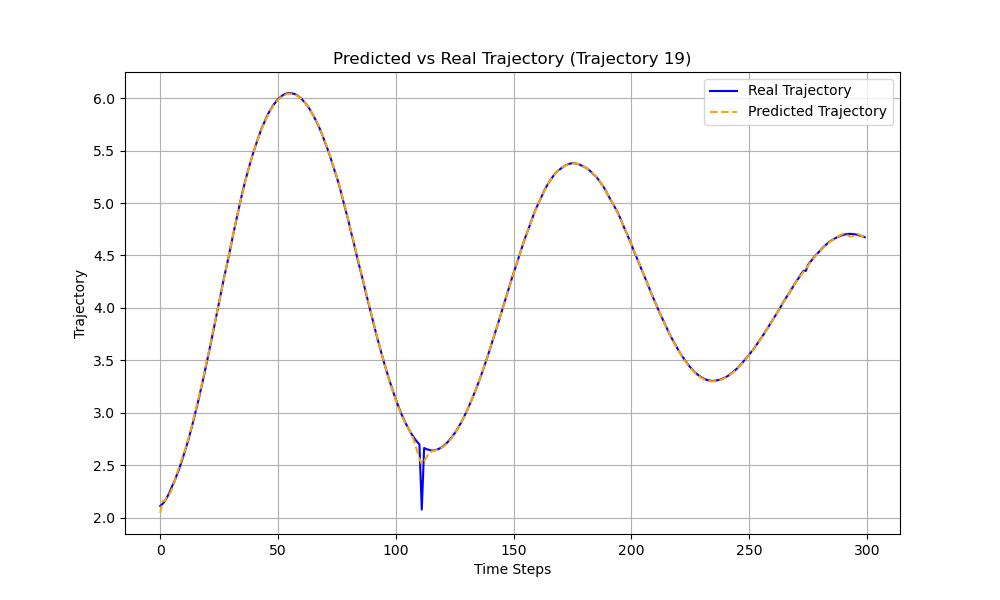 Predicted vs Real Trajectory (Trajectory 19)
Real Trajectory
Predicted Trajectory
6.0
5.5
5.0
4.5
4.0
3.5
3.0
2.5
2.0
Trajectory
0 50 100 150 200 250 300
Time Steps